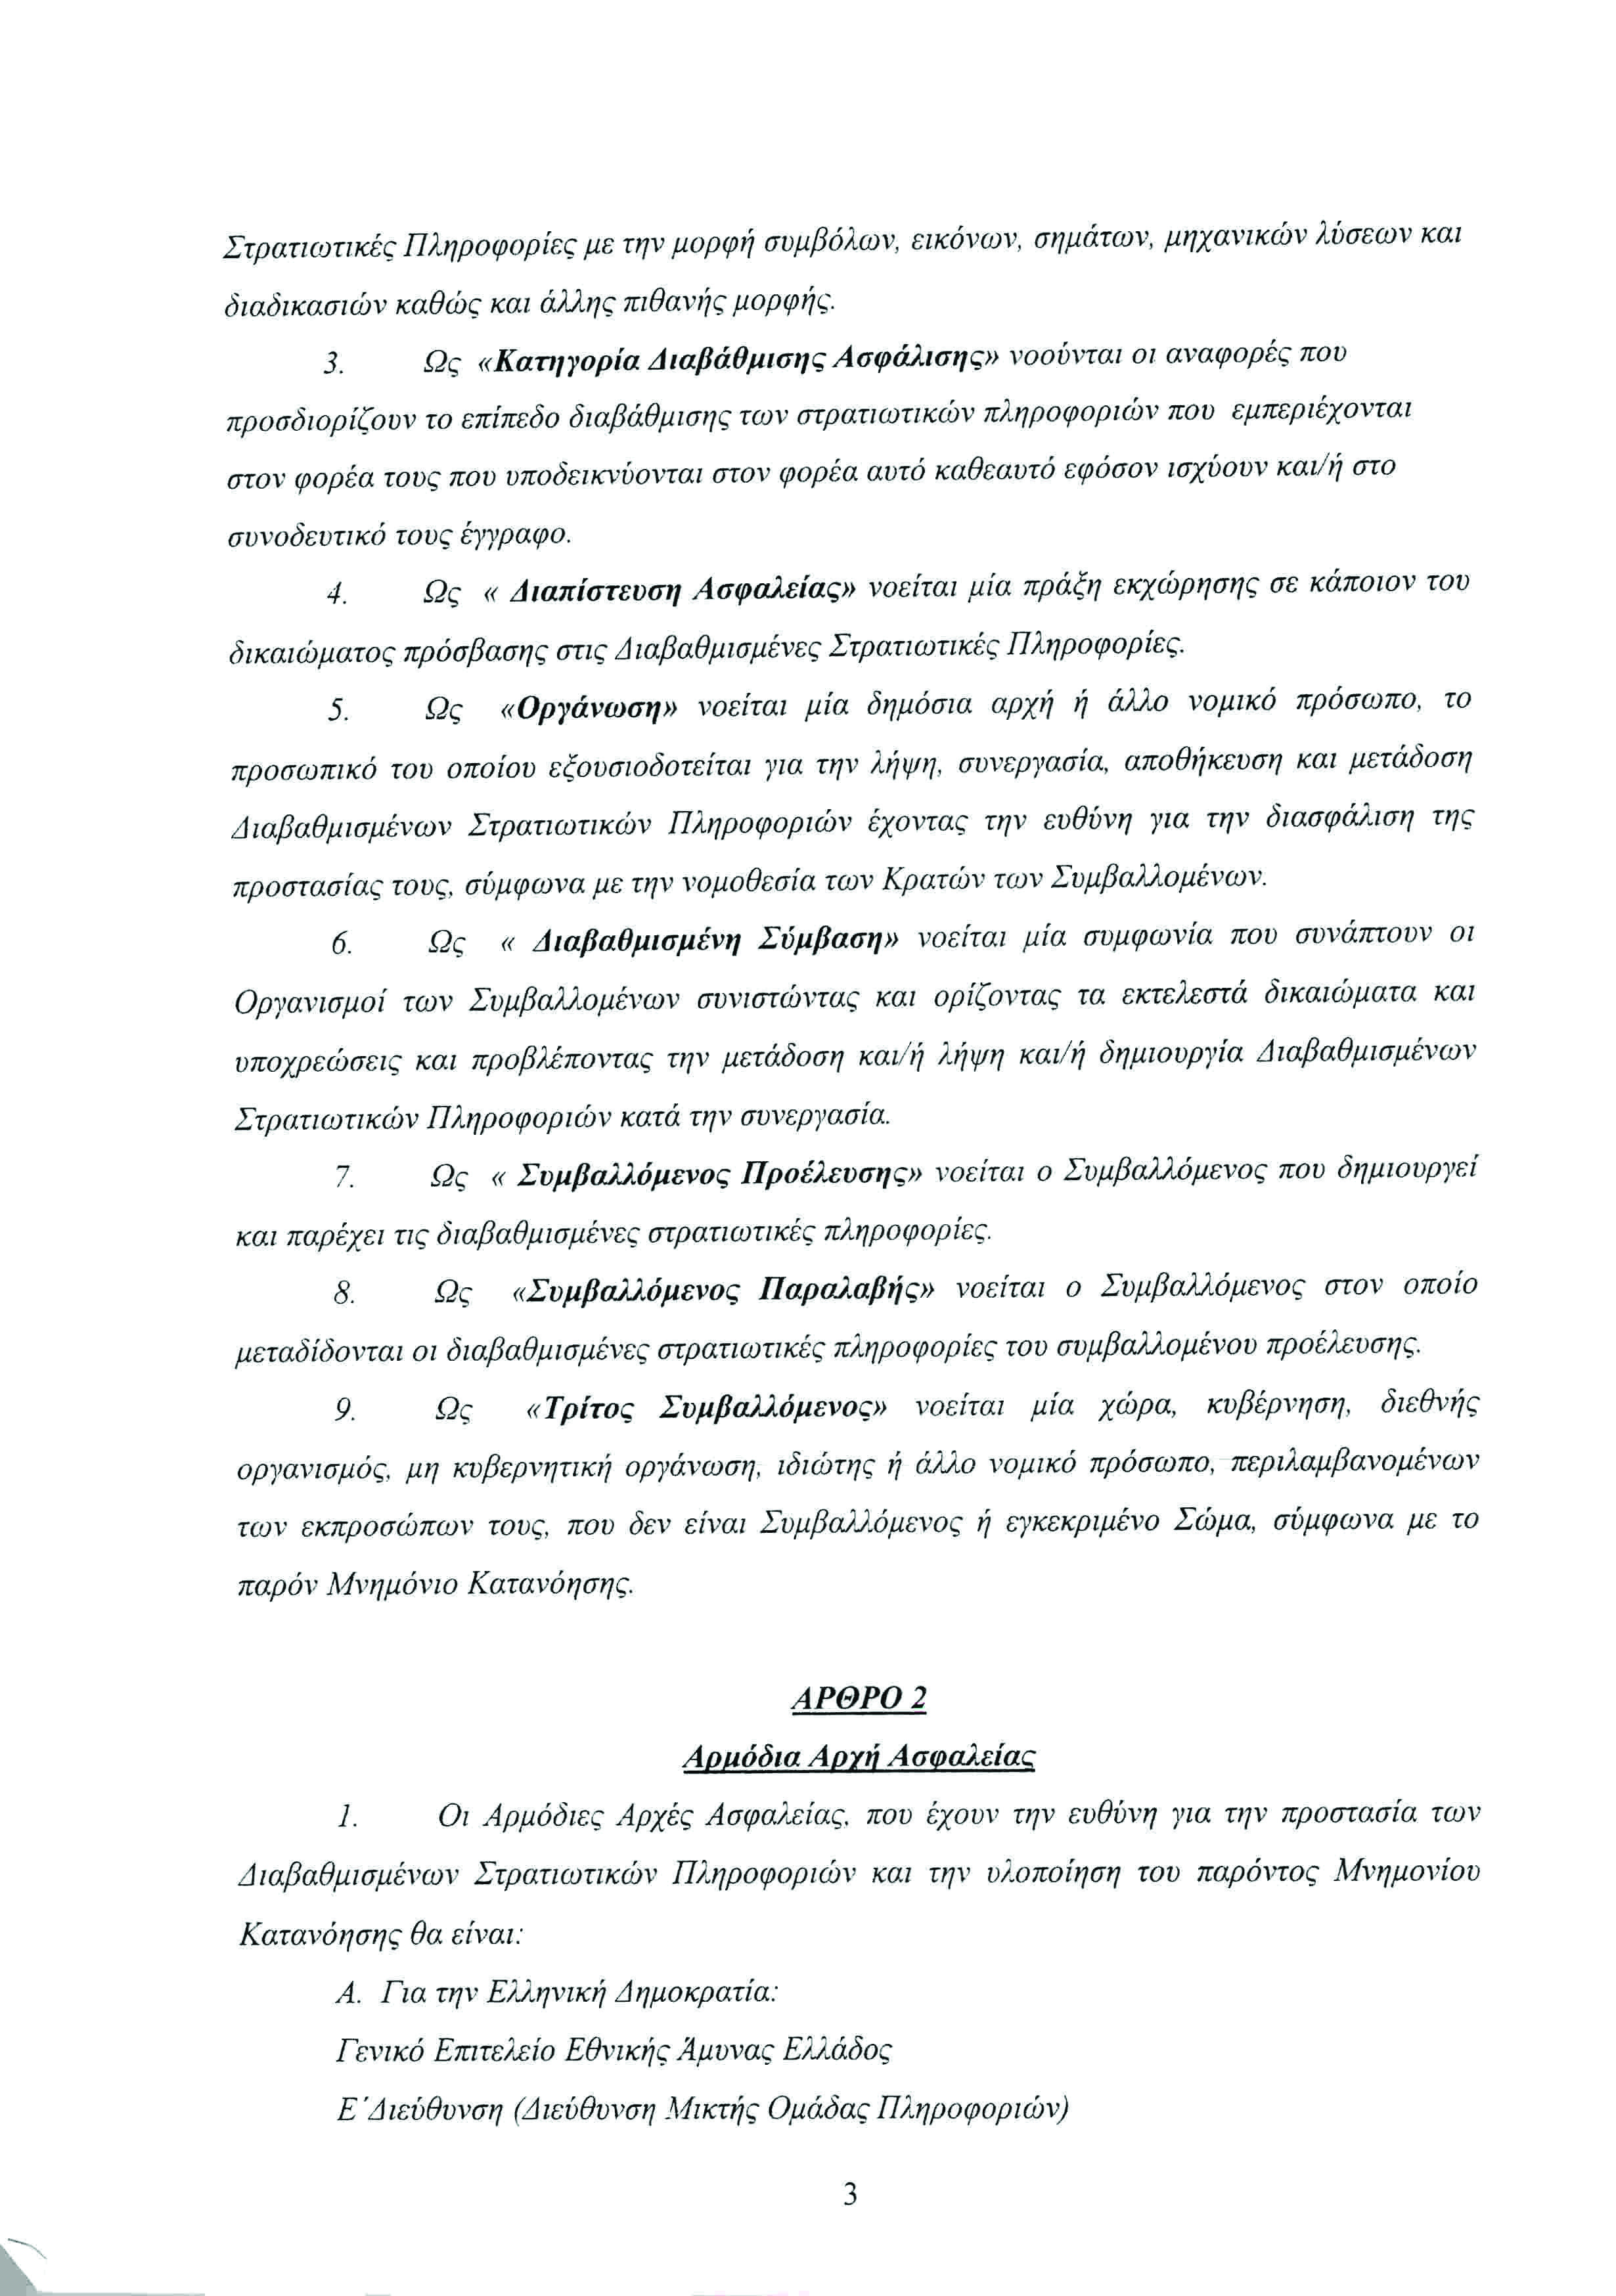 Στρατιωτικές Πληροφορίες με την μορφή συμβόλων, εικόνων, σημάτων, μηχανικών λύσεων και
διαδικασιών καθώς και άλλης πιθανής μορφής.
3. Ως «Κατηγορία Διαβάθμισης Ασφάλισης» νοούνται οι αναφορές που
προσδιορίζουν το επίπεδο διαβάθμισης των στρατιωτικών πληροφοριών που εμπεριέχονται
στον φορέα τους που υποδεικνύονται στον φορέα αυτό καθεαυτό εφόσον ισχύουν και/ή στο
συνοδευτικό τους έγγραφο.
4. Ως « Διαπίστευση Ασφαλείας» νοείται μία πράξη εκχώρησης σε κάποιον του
δικαιώματος πρόσβασης στις Διαβαθμισμένες Στρατιωτικές Πληροφορίες.
5. Ως «Οργάνωση» νοείται μία δημόσια αρχή ή άλλο νομικό πρόσωπο, το
προσωπικό του οποίου εξουσιοδοτείται για την λήψη, συνεργασία, αποθήκευση και μετάδοση
Διαβαθμισμένων Στρατιωτικών Πληροφοριών έχοντας την ευθύνη για την διασφάλιση της
προστασίας τους, σύμφωνα με την νομοθεσία των Κρατών των Συμβαλλομένων.
6. Ως « Διαβαθμισμένη Σύμβαση» νοείται μία συμφωνία που συνάπτουν οι
Οργανισμοί των Συμβαλλομένων συνιστώντας και ορίζοντας τα εκτελεστά δικαιώματα και
υποχρεώσεις και προβλέποντας την μετάδοση και/ή λήψη και/ή δημιουργία Διαβαθμισμένων
Στρατιωτικών Πληροφοριών κατά την συνεργασία.
7. Ως « Συμβαλλόμενος Προέλευσης» νοείται ο Συμβαλλόμενος που δημιουργεί
και παρέχει τις διαβαθμισμένες στρατιωτικές πληροφορίες.
8. Ως «Συμβαλλόμενος Παραλαβής» νοείται ο Συμβαλλόμενος στον οποίο
μεταδίδονται οι διαβαθμισμένες στρατιωτικές πληροφορίες του συμβαλλομένου προέλευσης.
9. Ως «Τρίτος Συμβαλλόμενος» νοείται μία χώρα, κυβέρνηση, διεθνής
οργανισμός, μη κυβερνητική οργάνωση, ιδιώτης ή άλλο νομικό πρόσωπο, περιλαμβανομένων
των εκπροσώπων τους, που δεν είναι Συμβαλλόμενος ή εγκεκριμένο Σώμα, σύμφωνα με το
παρόν Μνημόνιο Κατανόησης.
ΑΡΘΡΟ 2
Αρμόδια Αρχή Ασφαλείας
1. Οι Αρμόδιες Αρχές Ασφαλείας, που έχουν την ευθύνη για την προστασία των
Διαβαθμισμένων Στρατιωτικών Πληροφοριών και την υλοποίηση του παρόντος Μνημονίου
Κατανόησης θα είναι:
Α. Για την Ελληνική Δημοκρατία:
Γενικό Επιτελείο Εθνικής Άμυνας Ελλάδος
Ε΄Διεύθυνση (Διεύθυνση Μικτής Ομάδας Πληροφοριών)
3